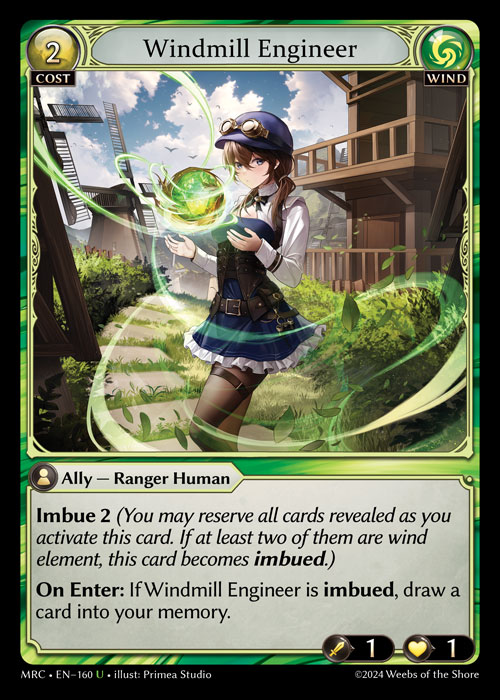 2
Windmill Engineer
COST
WIND
Ally — Ranger Human
Imbue 2 (You may reserve all cards revealed as you
activate this card. If at least two of them are wind
element, this card becomes imbued.)
On Enter: If Windmill Engineer is imbued, draw a
card into your memory.
1
1
MRC • EN–160 U • illust: Primea Studio
©2024 Weebs of the Shore